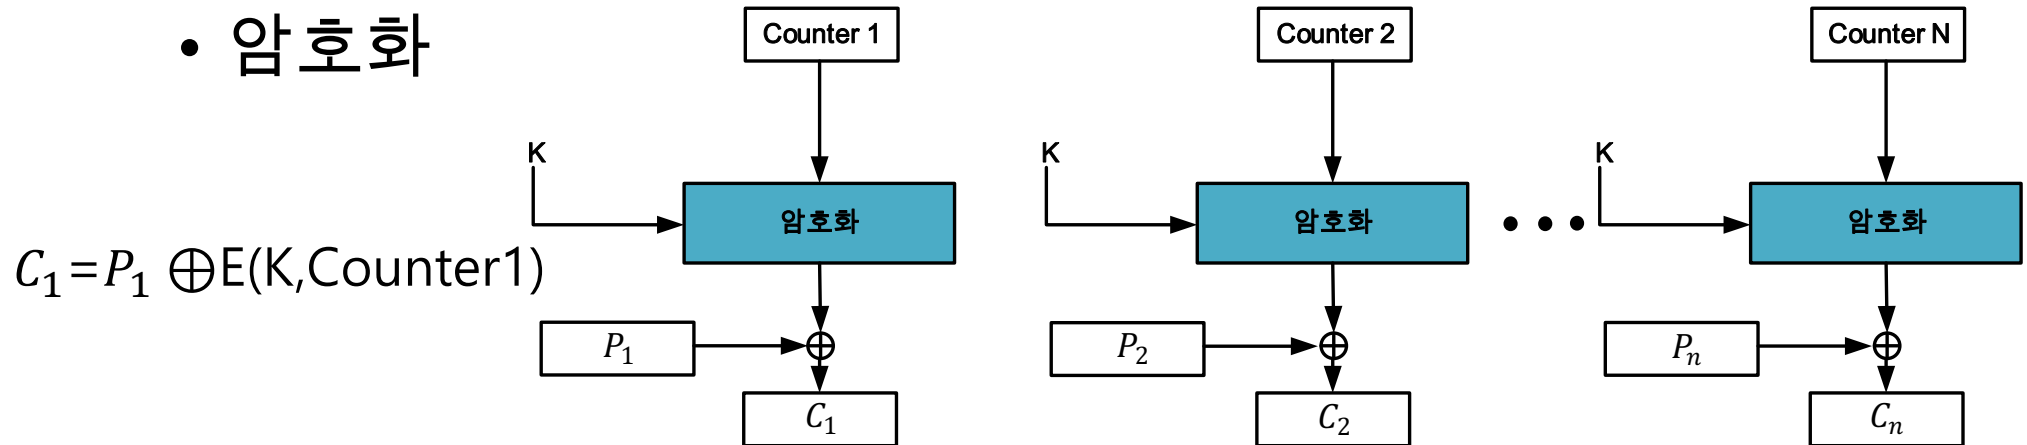 • 암호화
Counter 1
Counter 2
Counter N
K
K
K
암호화
암호화
• • •
암호화
C₁=P₁ ⊕E(K,Counter1)
P₁
P₂
Pₙ
C₁
C₂
Cₙ